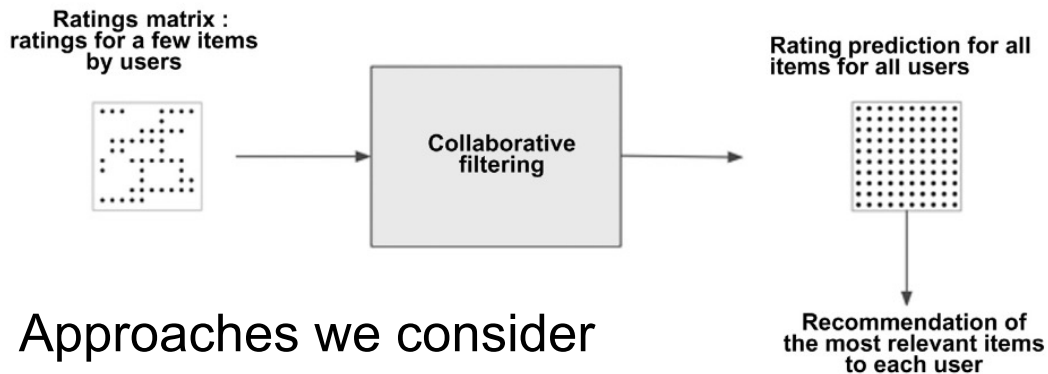 Ratings matrix :
ratings for a few items
by users
Collaborative
filtering
Rating prediction for all
items for all users
Recommendation of
the most relevant items
to each user
Approaches we consider